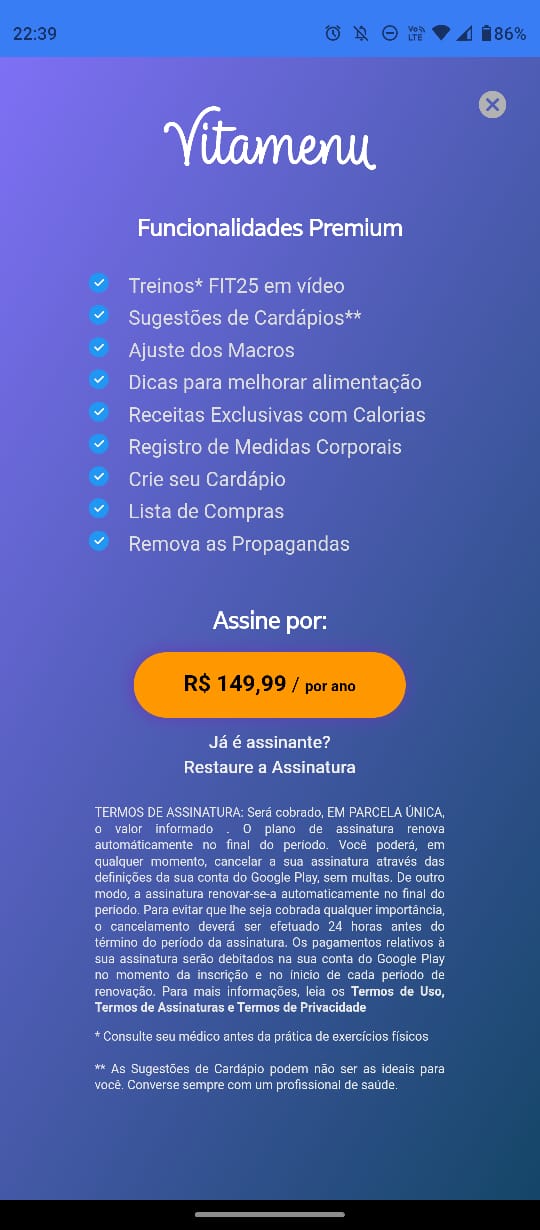 22:39
Vo
LTE
86%
Vitamenu
Funcionalidades Premium
Treinos* FIT25 em vídeo
Sugestões de Cardápios**
Ajuste dos Macros
Dicas para melhorar alimentação
Receitas Exclusivas com Calorias
Registro de Medidas Corporais
Crie seu Cardápio
Lista de Compras
Remova as Propagandas
Assine por:
R$ 149,99 / por ano
Já é assinante?
Restaure a Assinatura
TERMOS DE ASSINATURA: Será cobrado, EM PARCELA ÚNICA,
o valor informado . O plano de assinatura renova
automáticamente no final do período. Você poderá, em
qualquer momento, cancelar a sua assinatura através das
definições da sua conta do Google Play, sem multas. De outro
modo, a assinatura renovar-se-a automaticamente no final do
período. Para evitar que lhe seja cobrada qualquer importância,
o cancelamento deverá ser efetuado 24 horas antes do
término do período da assinatura. Os pagamentos relativos à
sua assinatura serão debitados na sua conta do Google Play
no momento da inscrição e no ínicio de cada período de
renovação. Para mais informações, leia os Termos de Uso,
Termos de Assinaturas e Termos de Privacidade
* Consulte seu médico antes da prática de exercícios físicos
** As Sugestões de Cardápio podem não ser as ideais para
você. Converse sempre com um profissional de saúde.